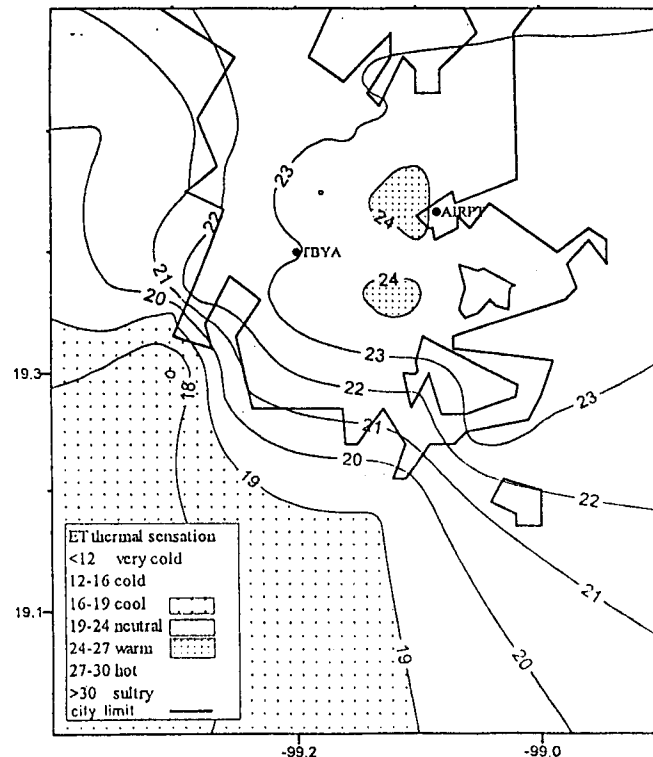 23
22
24
AIRPT
TBYA
21
24
20
19.3
23
18
22
23
21
20
19
22
ET thermal sensation
<12 very cold
12-16 cold
16-19 cool
19-24 neutral
24-27 warm
27-30 hot
>30 sultry
city limit
21
19.1
19
20
-99.2
-99.0